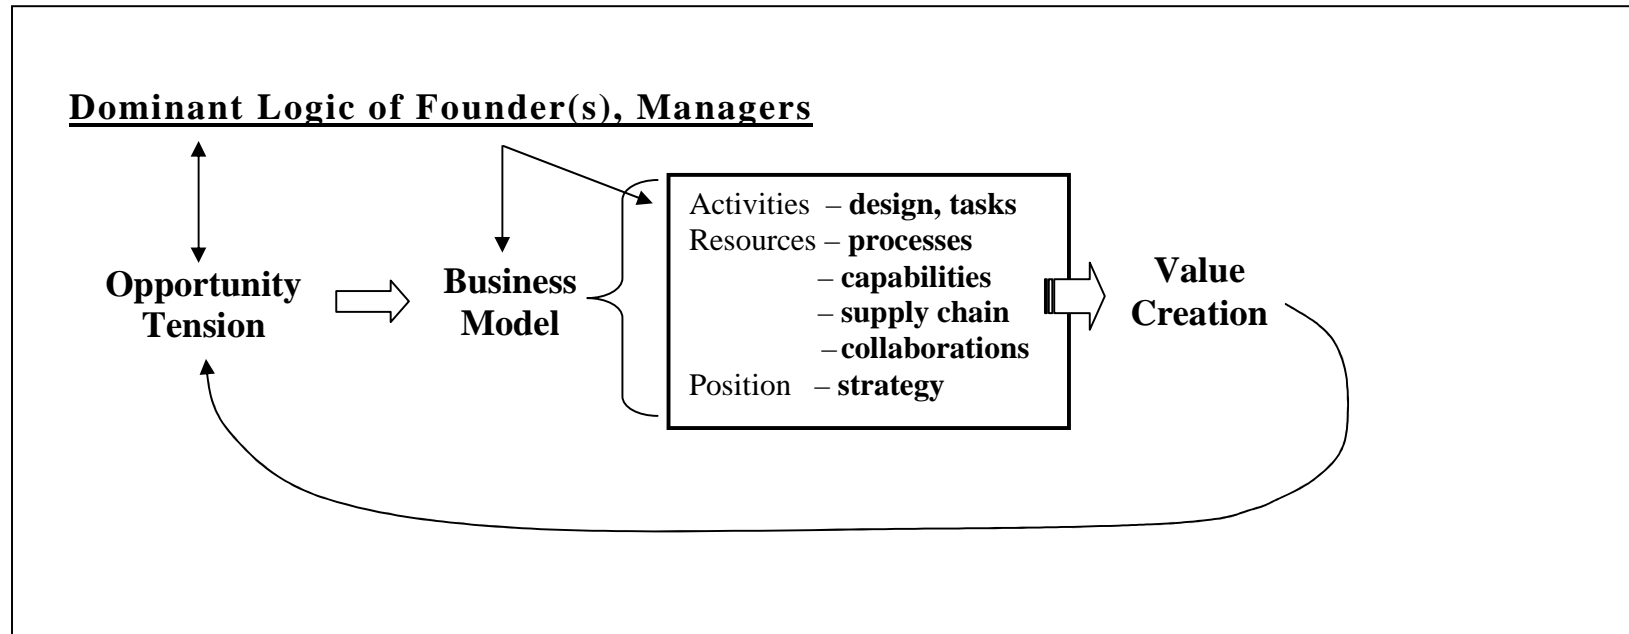 Dominant Logic of Founder(s), Managers
Opportunity
Tension
Business
Model
Activities – design, tasks
Resources – processes
– capabilities
– supply chain
– collaborations
Position – strategy
Value
Creation